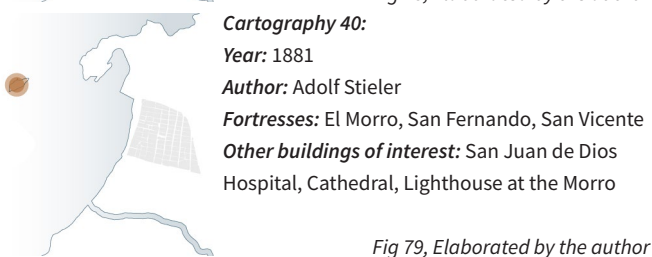 Cartography 40:
Year: 1881
Author: Adolf Stieler
Fortresses: El Morro, San Fernando, San Vicente
Other buildings of interest: San Juan de Dios
Hospital, Cathedral, Lighthouse at the Morro
Fig 79, Elaborated by the author